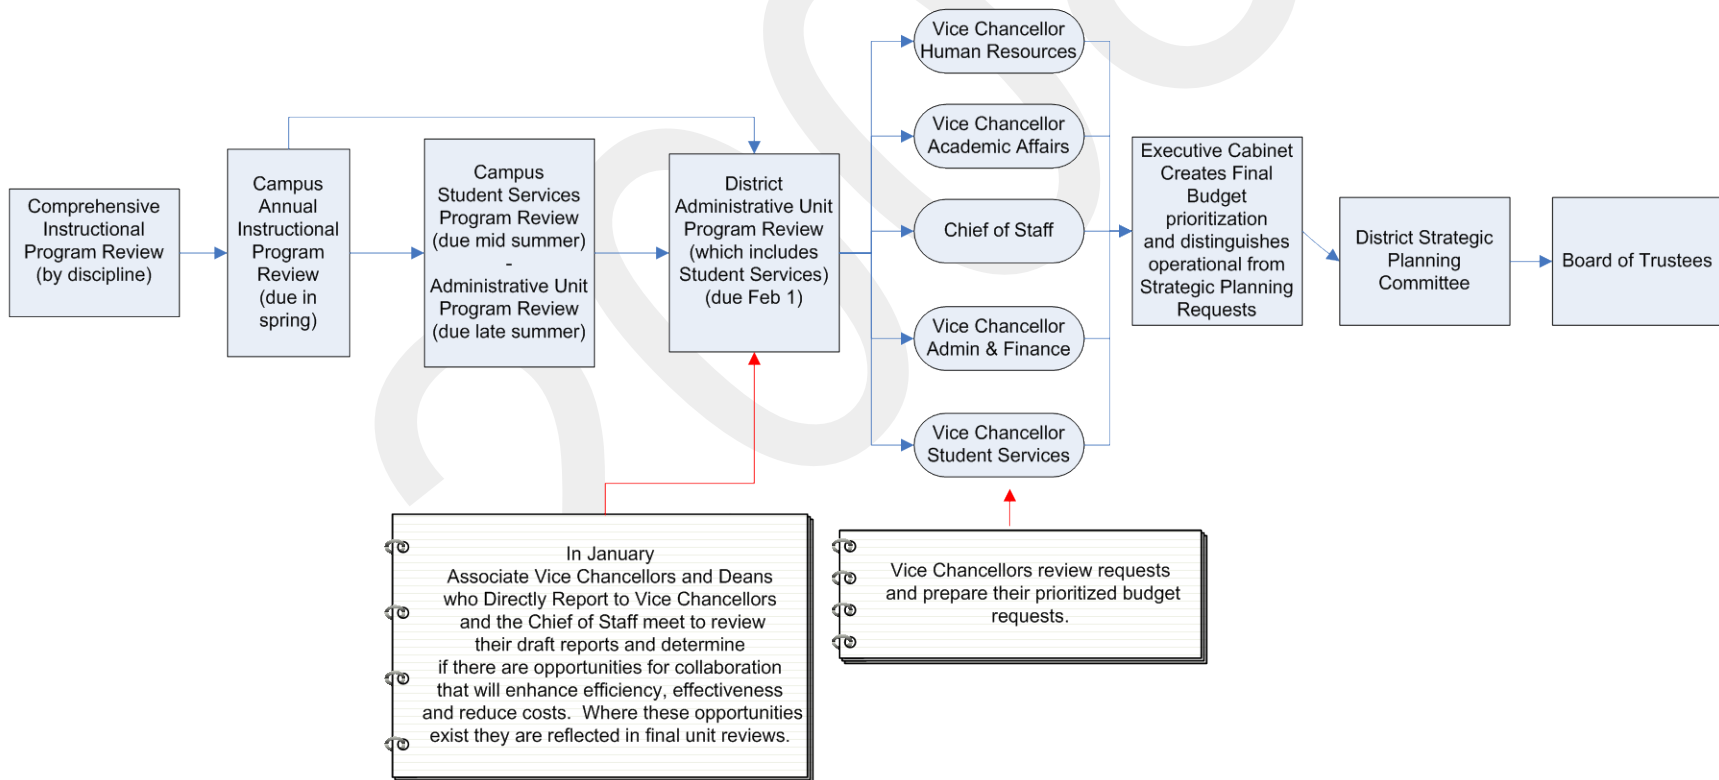 Comprehensive
Instructional
Program Review
(by discipline)
Campus
Annual
Instructional
Program
Review
(due in
spring)
Campus
Student Services
Program Review
(due mid summer)
-
Administrative Unit
Program Review
(due late summer)
District
Administrative Unit
Program Review
(which includes
Student Services)
(due Feb 1)
Vice Chancellor
Human Resources
Vice Chancellor
Academic Affairs
Chief of Staff
Vice Chancellor
Admin & Finance
Vice Chancellor
Student Services
Executive Cabinet
Creates Final
Budget
prioritization
and distinguishes
operational from
Strategic Planning
Requests
District Strategic
Planning
Committee
Board of Trustees
In January
Associate Vice Chancellors and Deans
who Directly Report to Vice Chancellors
and the Chief of Staff meet to review
their draft reports and determine
if there are opportunities for collaboration
that will enhance efficiency, effectiveness
and reduce costs.  Where these opportunities
exist they are reflected in final unit reviews.
Vice Chancellors review requests
and prepare their prioritized budget
requests.